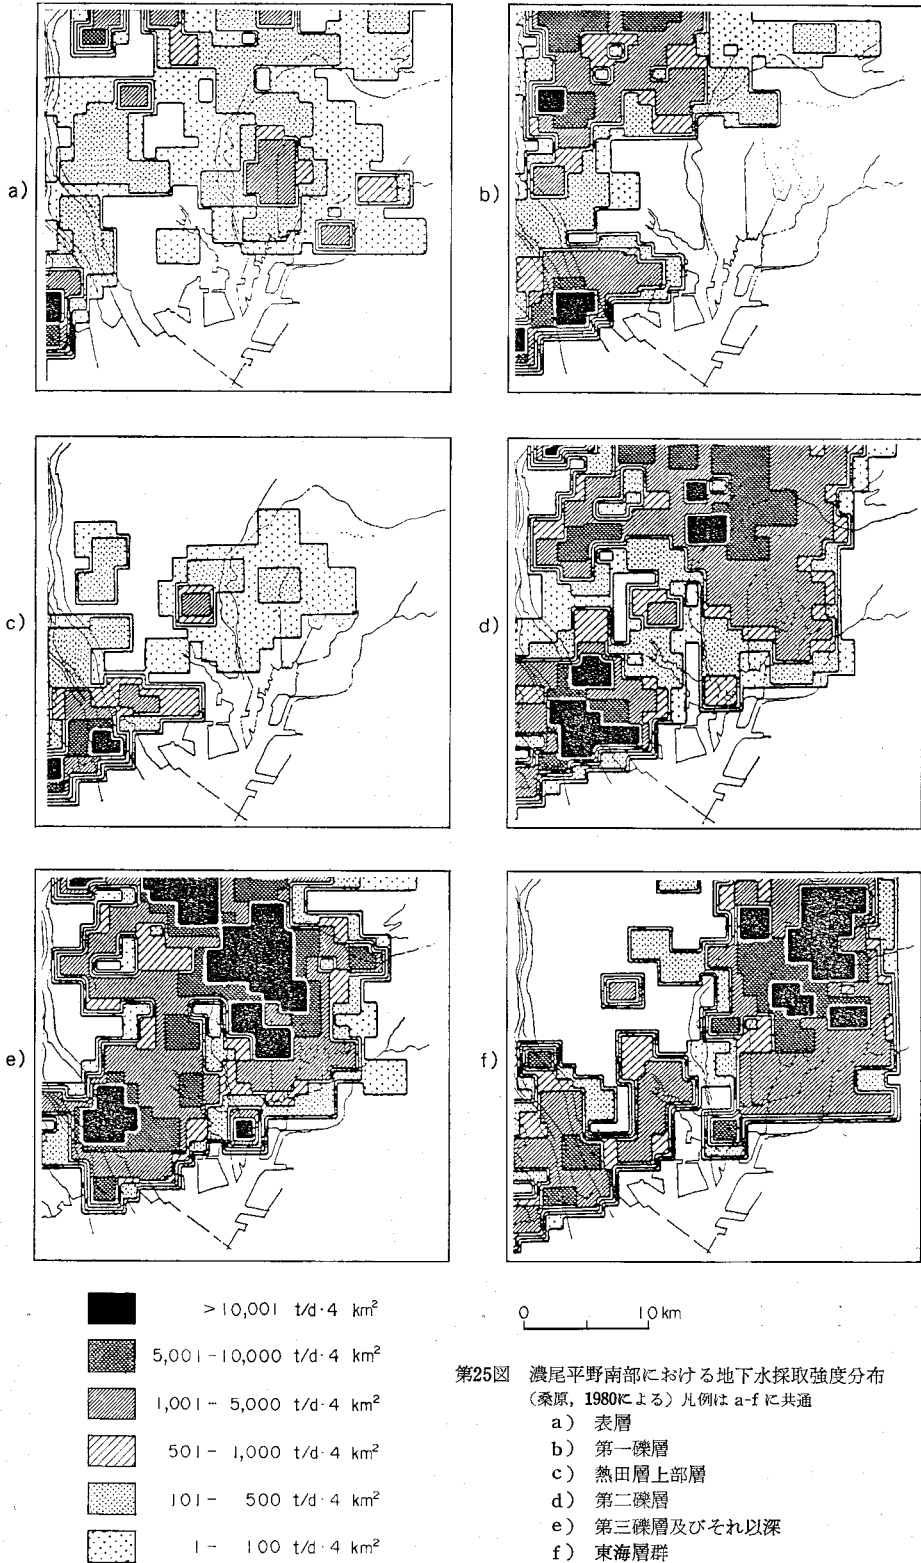 a)
b)
c)
d)
e)
f)
>10,001 t/d·4 km²
5,001-10,000 t/d·4 km²
1,001- 5,000 t/d·4 km²
501- 1,000 t/d·4 km²
101- 500 t/d·4 km²
1- 100 t/d·4 km²
0 10km
第25図 濃尾平野南部における地下水採取強度分布
(桑原, 1980による) 凡例は a-f に共通
a) 表層
b) 第一礫層
c) 熱田層上部層
d) 第二礫層
e) 第三礫層及びそれ以深
f) 東海層群